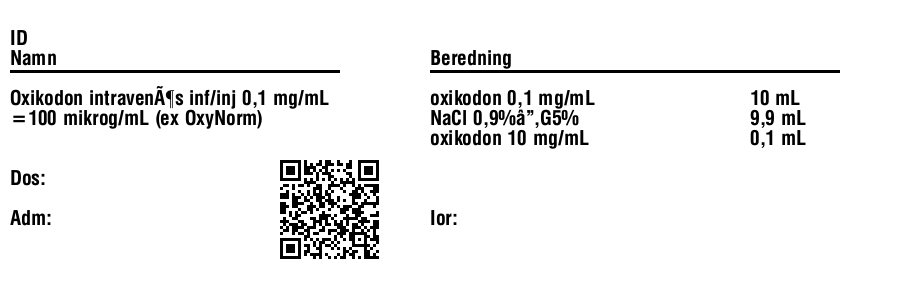 ID
Namn
Oxikodon intravenÃ¶s inf/inj 0,1 mg/mL
=100 mikrog/mL (ex OxyNorm)
Dos:
Adm:
Beredning
oxikodon 0,1 mg/mL 10 mL
NaCl 0,9%â”‚G5% 9,9 mL
oxikodon 10 mg/mL 0,1 mL
Ior: